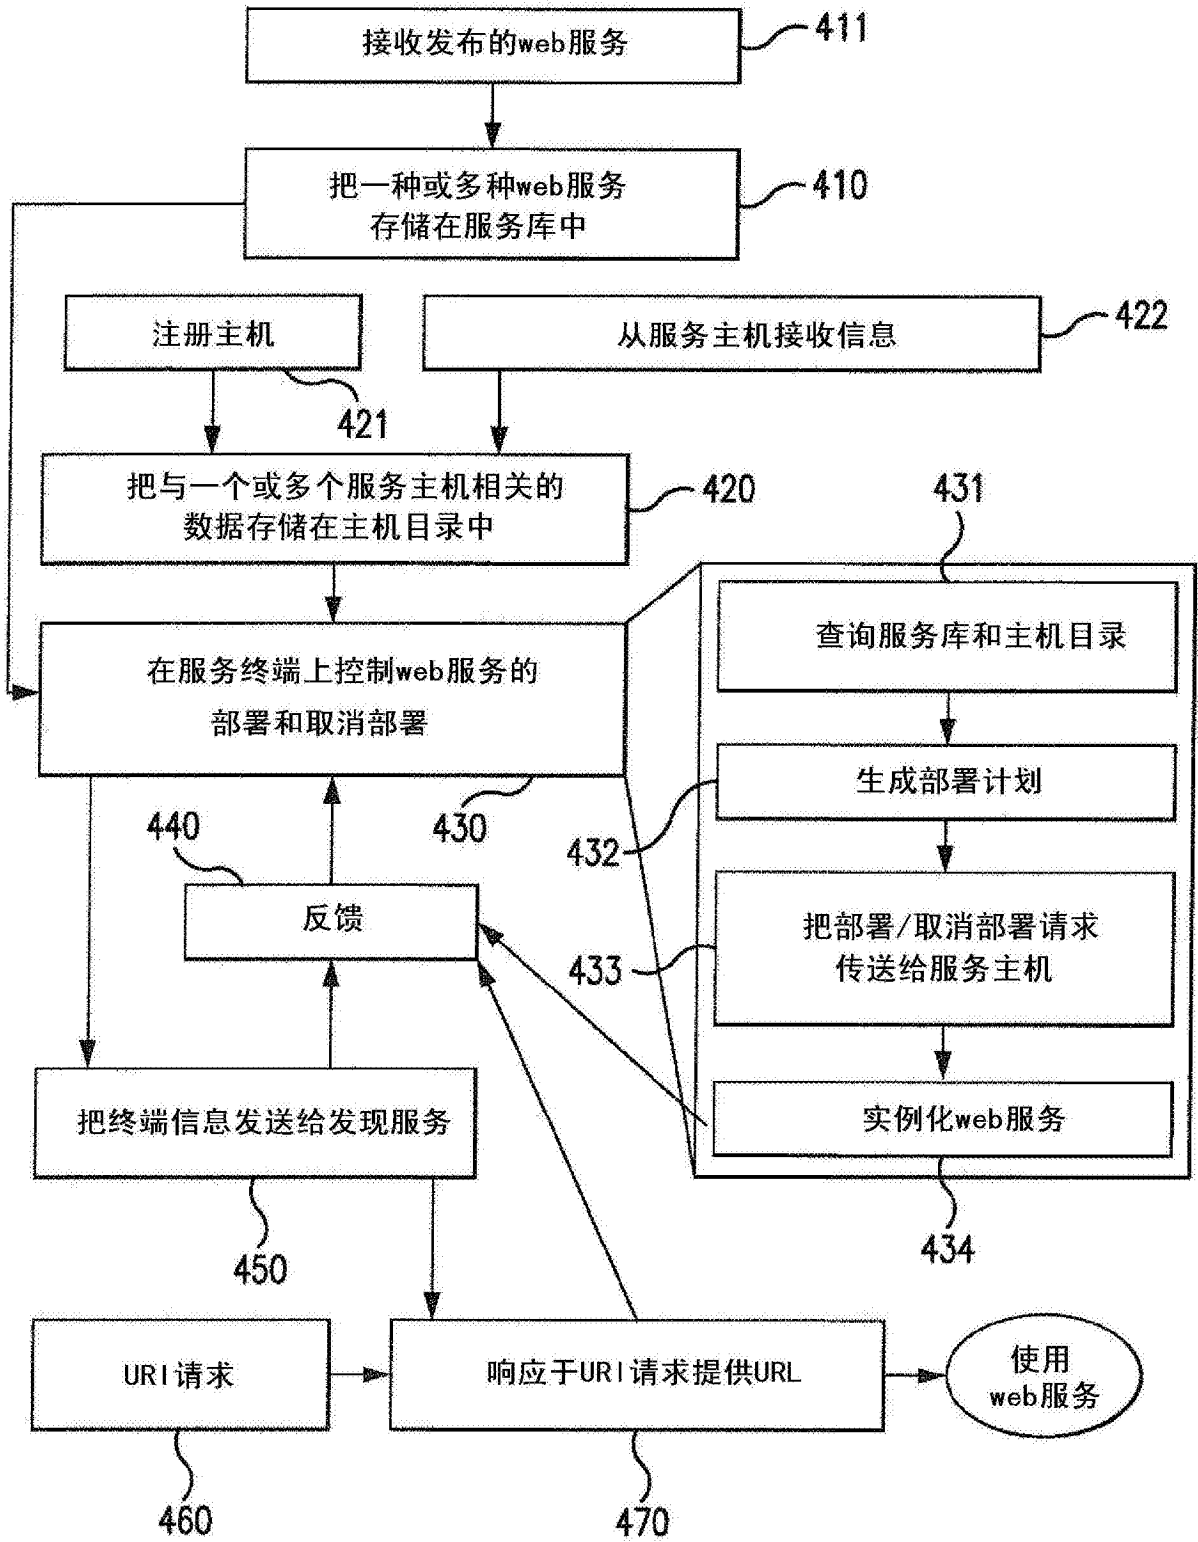 接收发布的web服务
411
把一种或多种web服务
存储在服务库中
410
注册主机
421
从服务主机接收信息
422
把与一个或多个服务主机相关的
数据存储在主机目录中
420
在服务终端上控制web服务的
部署和取消部署
430
431
查询服务库和主机目录
生成部署计划
432
把部署/取消部署请求
传送给服务主机
433
实例化web服务
434
440
反馈
把终端信息发送给发现服务
450
URI请求
460
响应于URI请求提供URL
470
使用
web服务